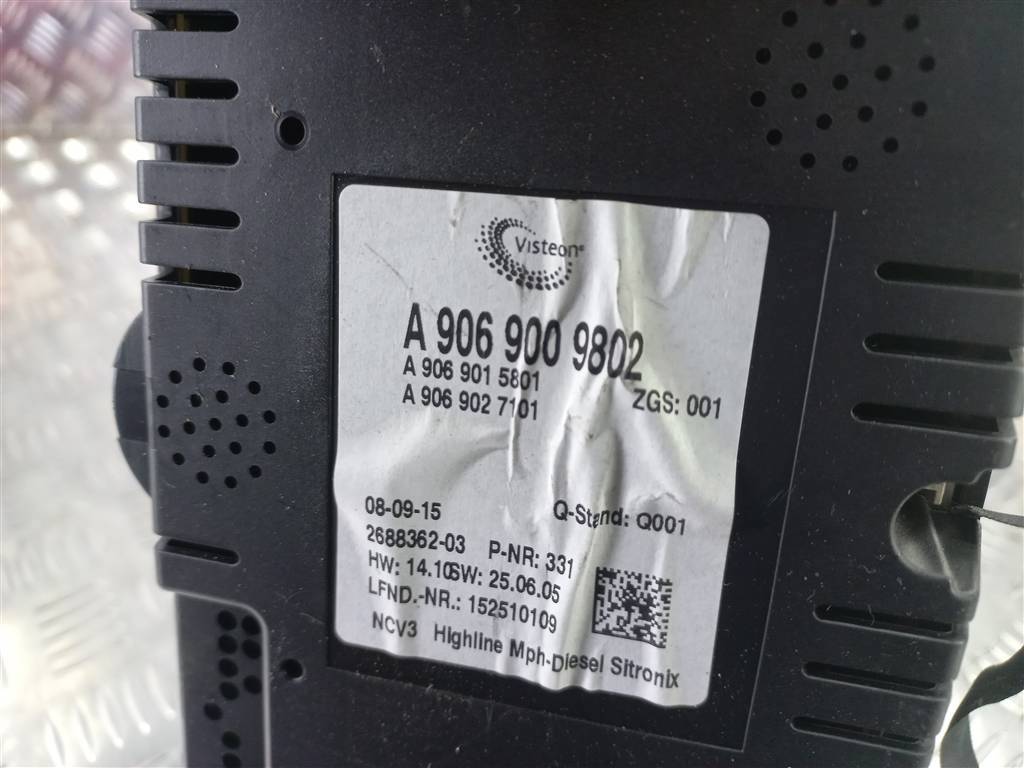 Visteon®
A 906 900 9802
A 906 901 5801
A 906 902 7101 ZGS: 001
08-09-15 Q-Stand: Q001
2688362-03 P-NR: 331
HW: 14.10 SW: 25.06.05
LFND.-NR.: 152510109
NCV3 Highline Mph-Diesel Sitronix